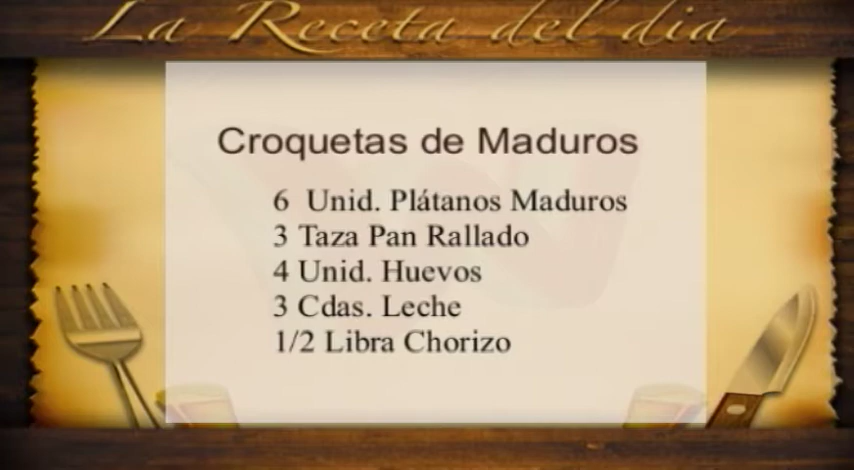 La Receta del dia
Croquetas de Maduros
6 Unid. Plátanos Maduros
3 Taza Pan Rallado
4 Unid. Huevos
3 Cdas. Leche
1/2 Libra Chorizo